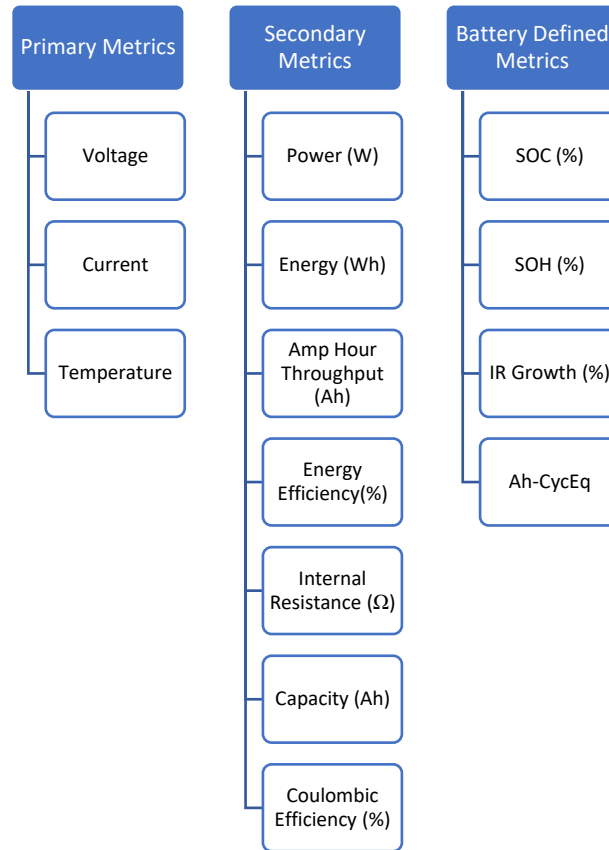 Primary Metrics
Voltage
Current
Temperature
Secondary
Metrics
Power (W)
Energy (Wh)
Amp Hour
Throughput
(Ah)
Energy
Efficiency(%)
Internal
Resistance (Ω)
Capacity (Ah)
Coulombic
Efficiency (%)
Battery Defined
Metrics
SOC (%)
SOH (%)
IR Growth (%)
Ah-CycEq